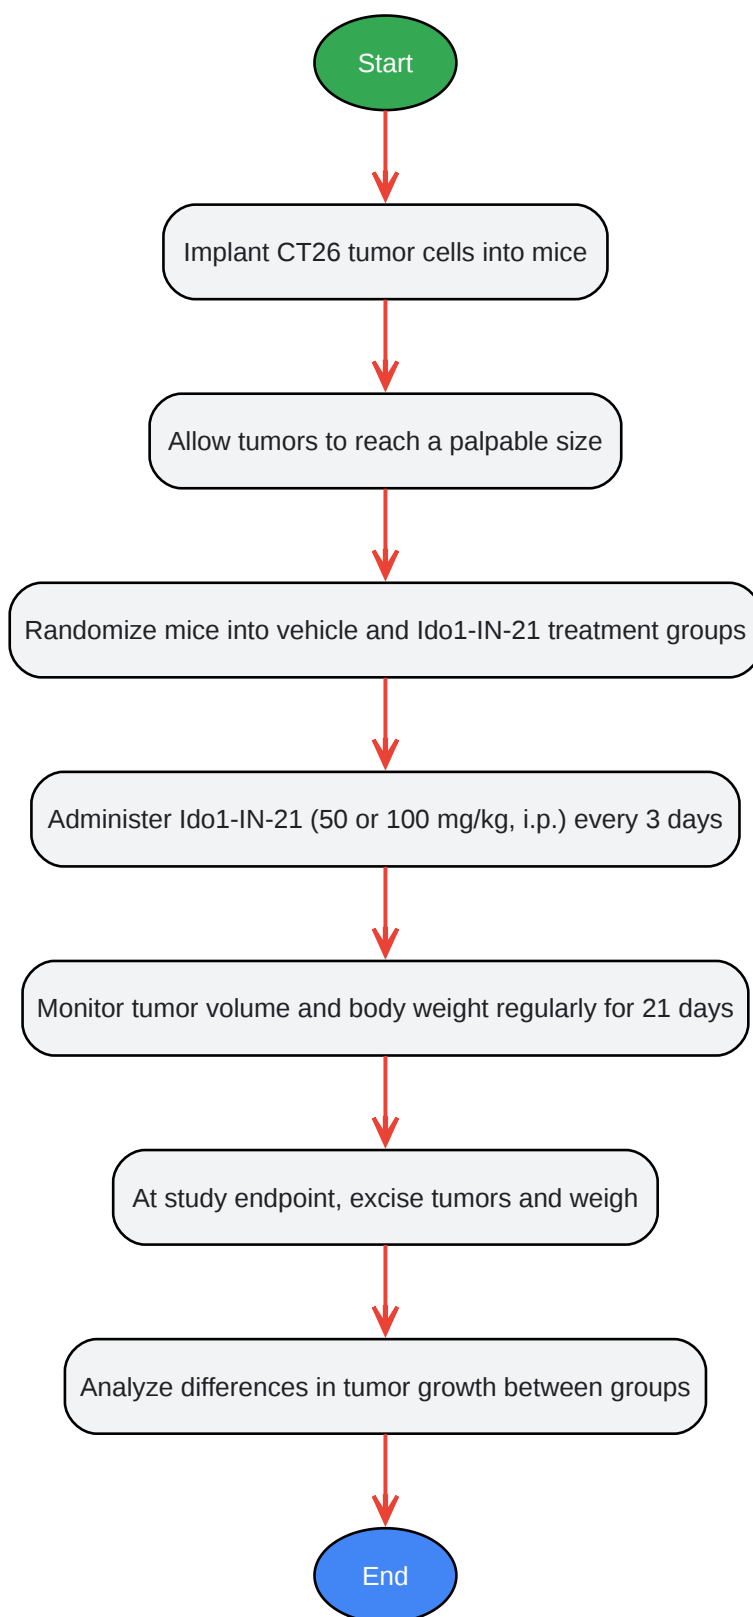 Start
Implant CT26 tumor cells into mice
Allow tumors to reach a palpable size
Randomize mice into vehicle and Ido1-IN-21 treatment groups
Administer Ido1-IN-21 (50 or 100 mg/kg, i.p.) every 3 days
Monitor tumor volume and body weight regularly for 21 days
At study endpoint, excise tumors and weigh
Analyze differences in tumor growth between groups
End